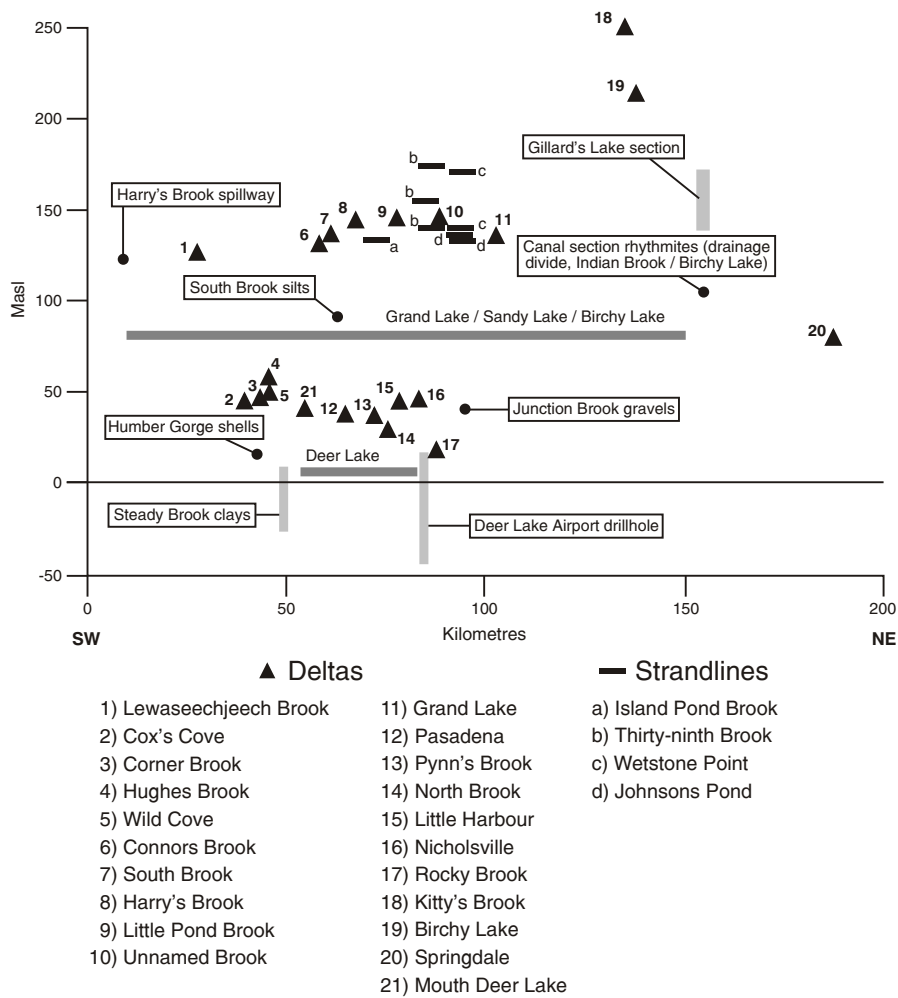 250
200
150
100
50
0
-50
Masl
18
19
Gillard's Lake section
b
c
Harry's Brook spillway
b
8
9
10
11
7
b
c
6
d
d
a
1
Canal section rhythmites (drainage
divide, Indian Brook / Birchy Lake)
South Brook silts
Grand Lake / Sandy Lake / Birchy Lake
20
4
3
2
5
21
15
16
12
13
14
Junction Brook gravels
Humber Gorge shells
17
Deer Lake
Steady Brook clays
Deer Lake Airport drillhole
0 50 100 150 200
SW Kilometres NE
Deltas
1) Lewaseechjeech Brook
2) Cox's Cove
3) Corner Brook
4) Hughes Brook
5) Wild Cove
6) Connors Brook
7) South Brook
8) Harry's Brook
9) Little Pond Brook
10) Unnamed Brook
11) Grand Lake
12) Pasadena
13) Pynn's Brook
14) North Brook
15) Little Harbour
16) Nicholsville
17) Rocky Brook
18) Kitty's Brook
19) Birchy Lake
20) Springdale
21) Mouth Deer Lake
Strandlines
a) Island Pond Brook
b) Thirty-ninth Brook
c) Wetstone Point
d) Johnsons Pond